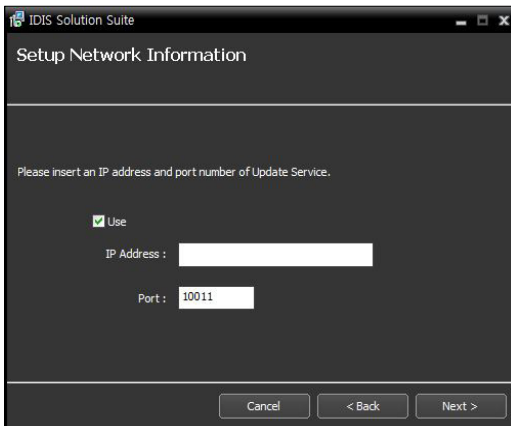 IDIS Solution Suite
Setup Network Information
Please insert an IP address and port number of Update Service.
Use
IP Address :
Port : 10011
Cancel < Back Next >